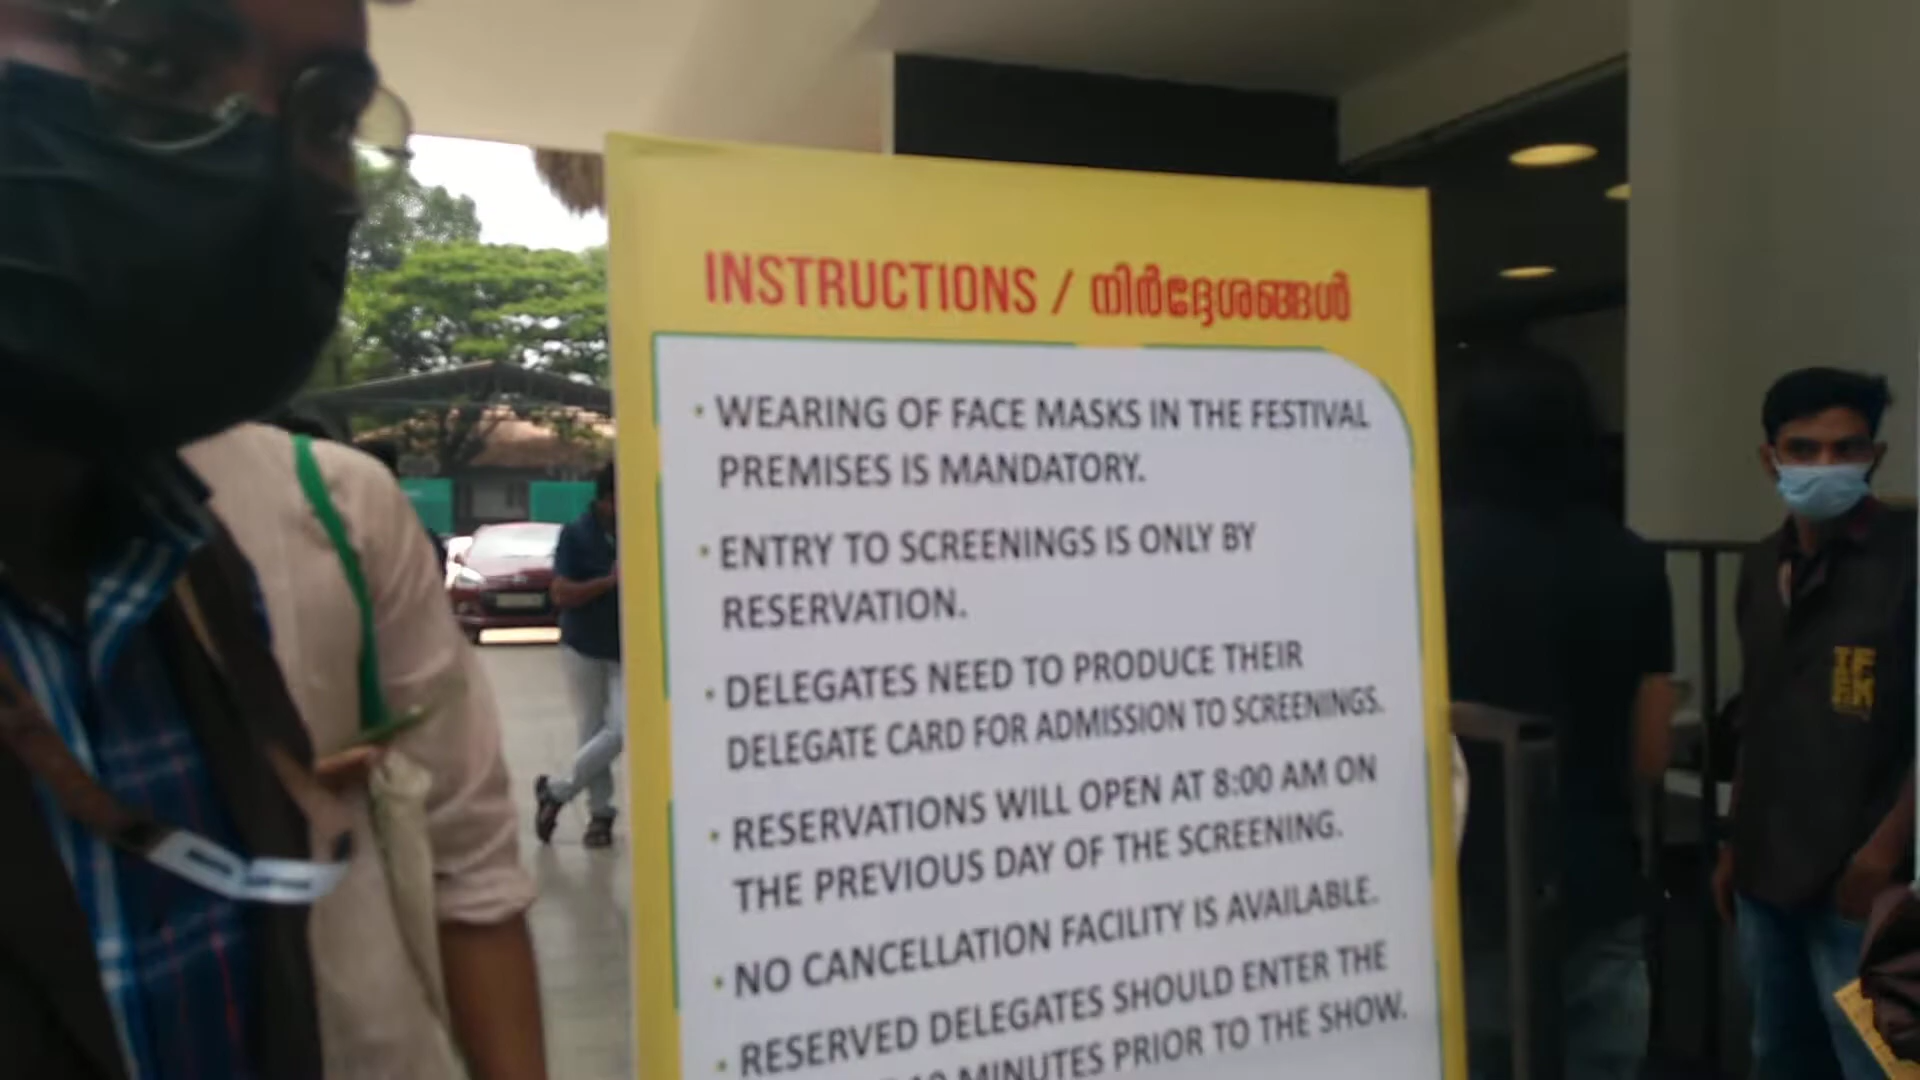 INSTRUCTIONS / നിർദ്ദേശങ്ങൾ
• WEARING OF FACE MASKS IN THE FESTIVAL
PREMISES IS MANDATORY.
• ENTRY TO SCREENINGS IS ONLY BY
RESERVATION.
• DELEGATES NEED TO PRODUCE THEIR
DELEGATE CARD FOR ADMISSION TO SCREENINGS.
• RESERVATIONS WILL OPEN AT 8:00 AM ON
THE PREVIOUS DAY OF THE SCREENING.
• NO CANCELLATION FACILITY IS AVAILABLE.
• RESERVED DELEGATES SHOULD ENTER THE
10 MINUTES PRIOR TO THE SHOW.
IF
FK